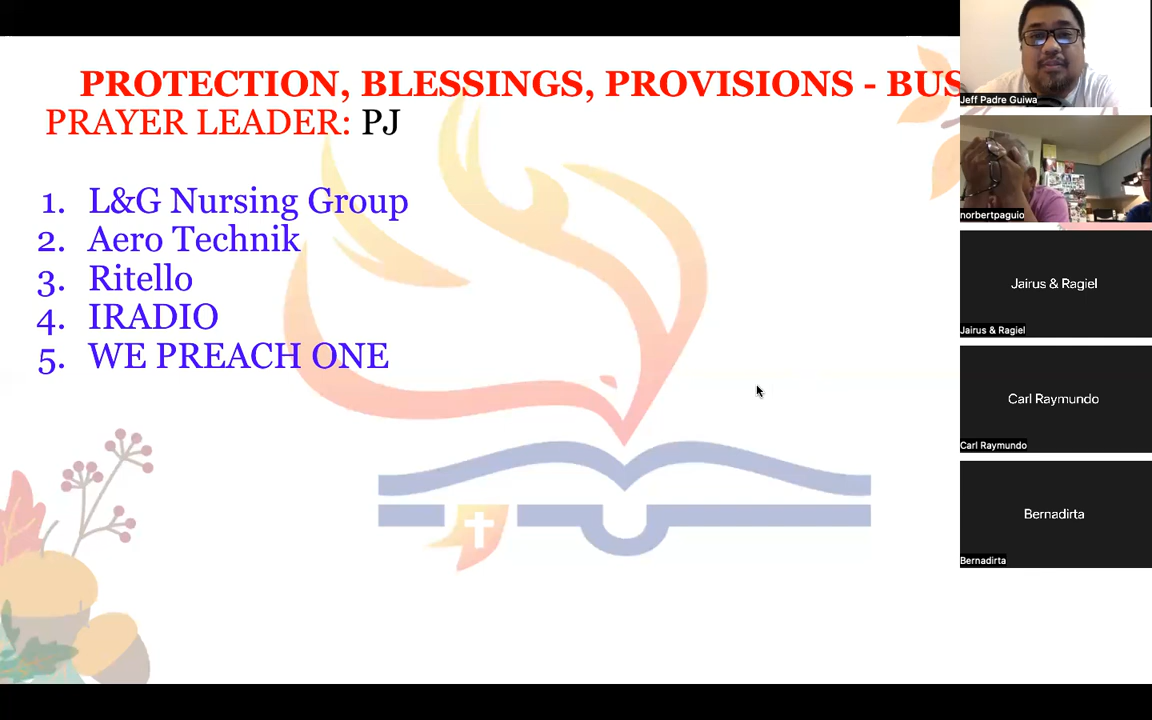 PROTECTION, BLESSINGS, PROVISIONS - BUS
PRAYER LEADER: PJ
1. L&G Nursing Group
2. Aero Technik
3. Ritello
4. IRADIO
5. WE PREACH ONE
Jeff Padre Guiwa
norbertpaguio
Jairus & Ragiel
Jairus & Ragiel
Carl Raymundo
Carl Raymundo
Bernadirta
Bernadirta